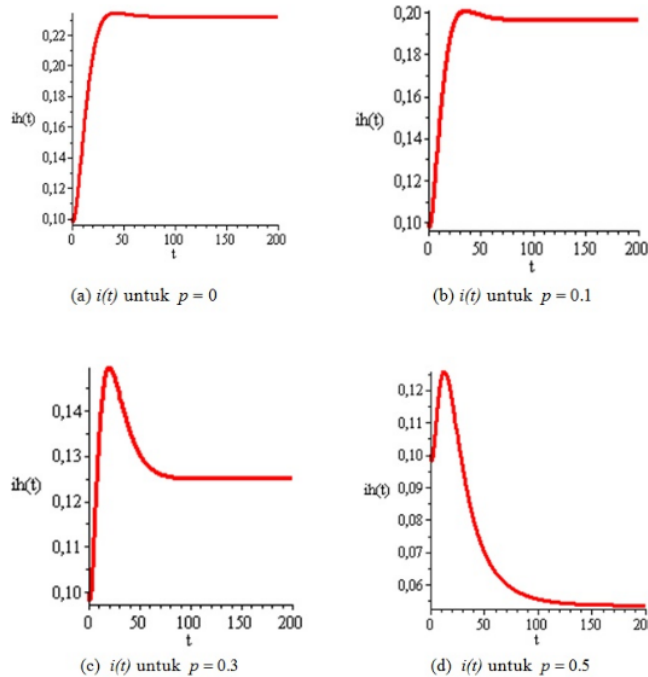 0,22
0,20
0,18
ih(t)
0,16
0,14
0,12
0,10
0 50 100 150 200
t
(a) i(t) untuk p = 0
0,20
0,18
0,16
ih(t)
0,14
0,12
0,10
0 50 100 150 200
t
(b) i(t) untuk p = 0.1
0,14
0,13
ih(t)
0,12
0,11
0,10
0 50 100 150 200
t
(c) i(t) untuk p = 0.3
0,12
0,11
0,10
ih(t)
0,09
0,08
0,07
0,06
0 50 100 150 200
t
(d) i(t) untuk p = 0.5